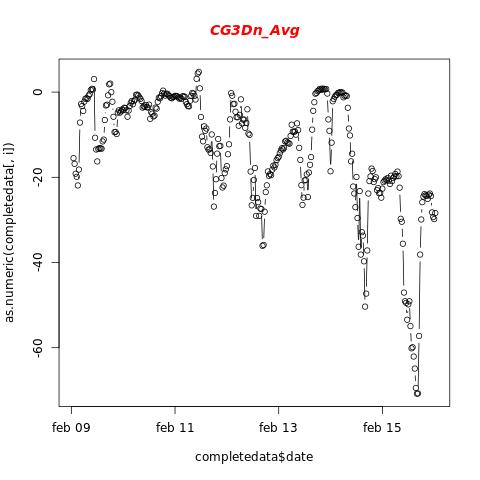 CG3Dn_Avg
as.numeric(completedata[, i])
0
-20
-40
-60
feb 09
feb 11
feb 13
feb 15
completedata$date